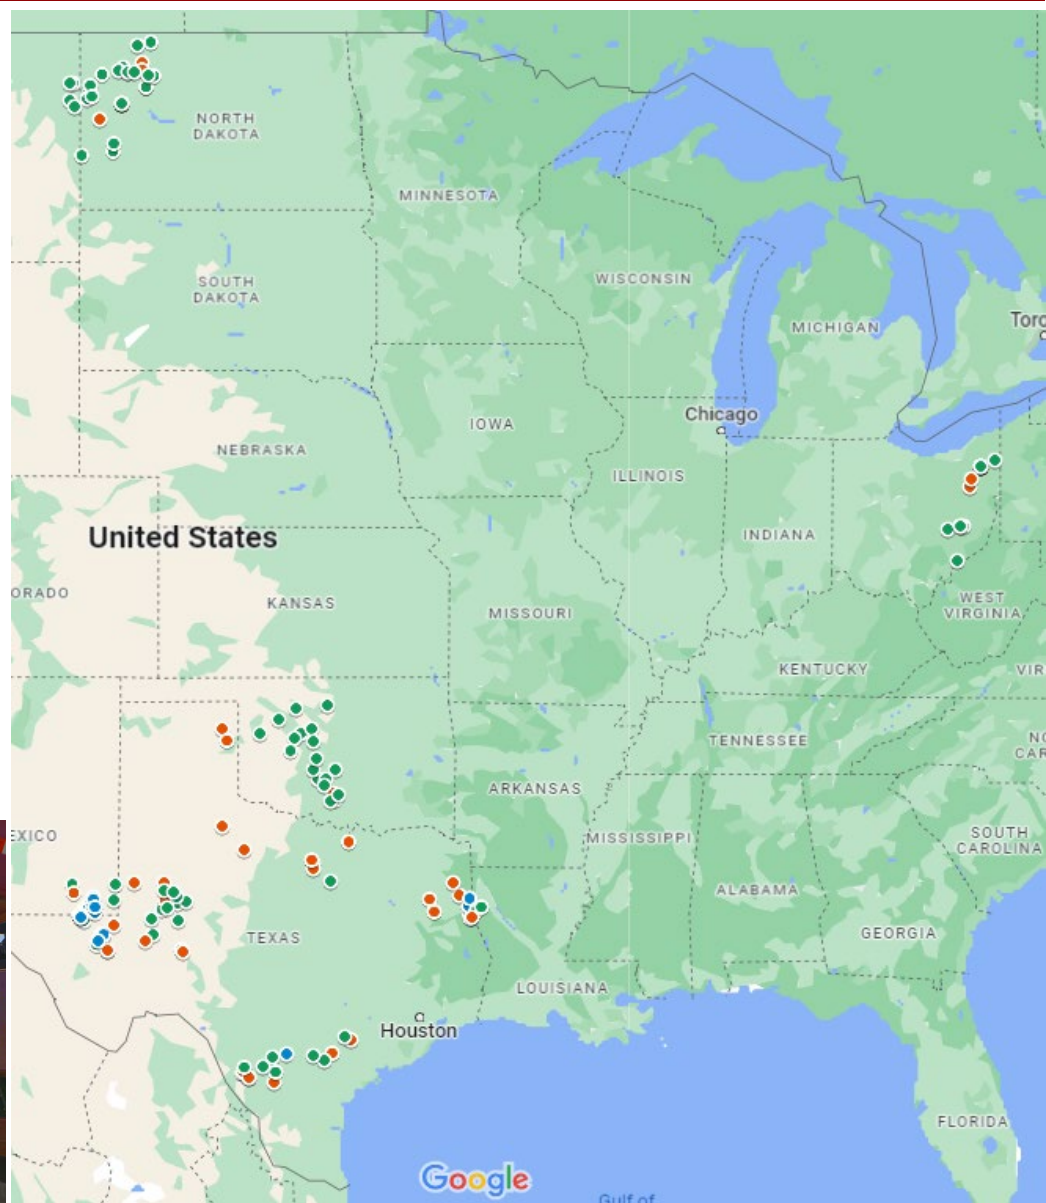 NORTH
DAKOTA
MINNESOTA
SOUTH
DAKOTA
WISCONSIN
MICHIGAN
Toro
IOWA
Chicago
NEBRASKA
ILLINOIS
INDIANA
United States
ORADO
KANSAS
MISSOURI
WEST
VIRGINIA
KENTUCKY
VIR
TENNESSEE
NO
CAR
ARKANSAS
EXICO
MISSISSIPPI
SOUTH
CAROLINA
ALABAMA
TEXAS
GEORGIA
LOUISIANA
Houston
FLORIDA
Google
Gulf of